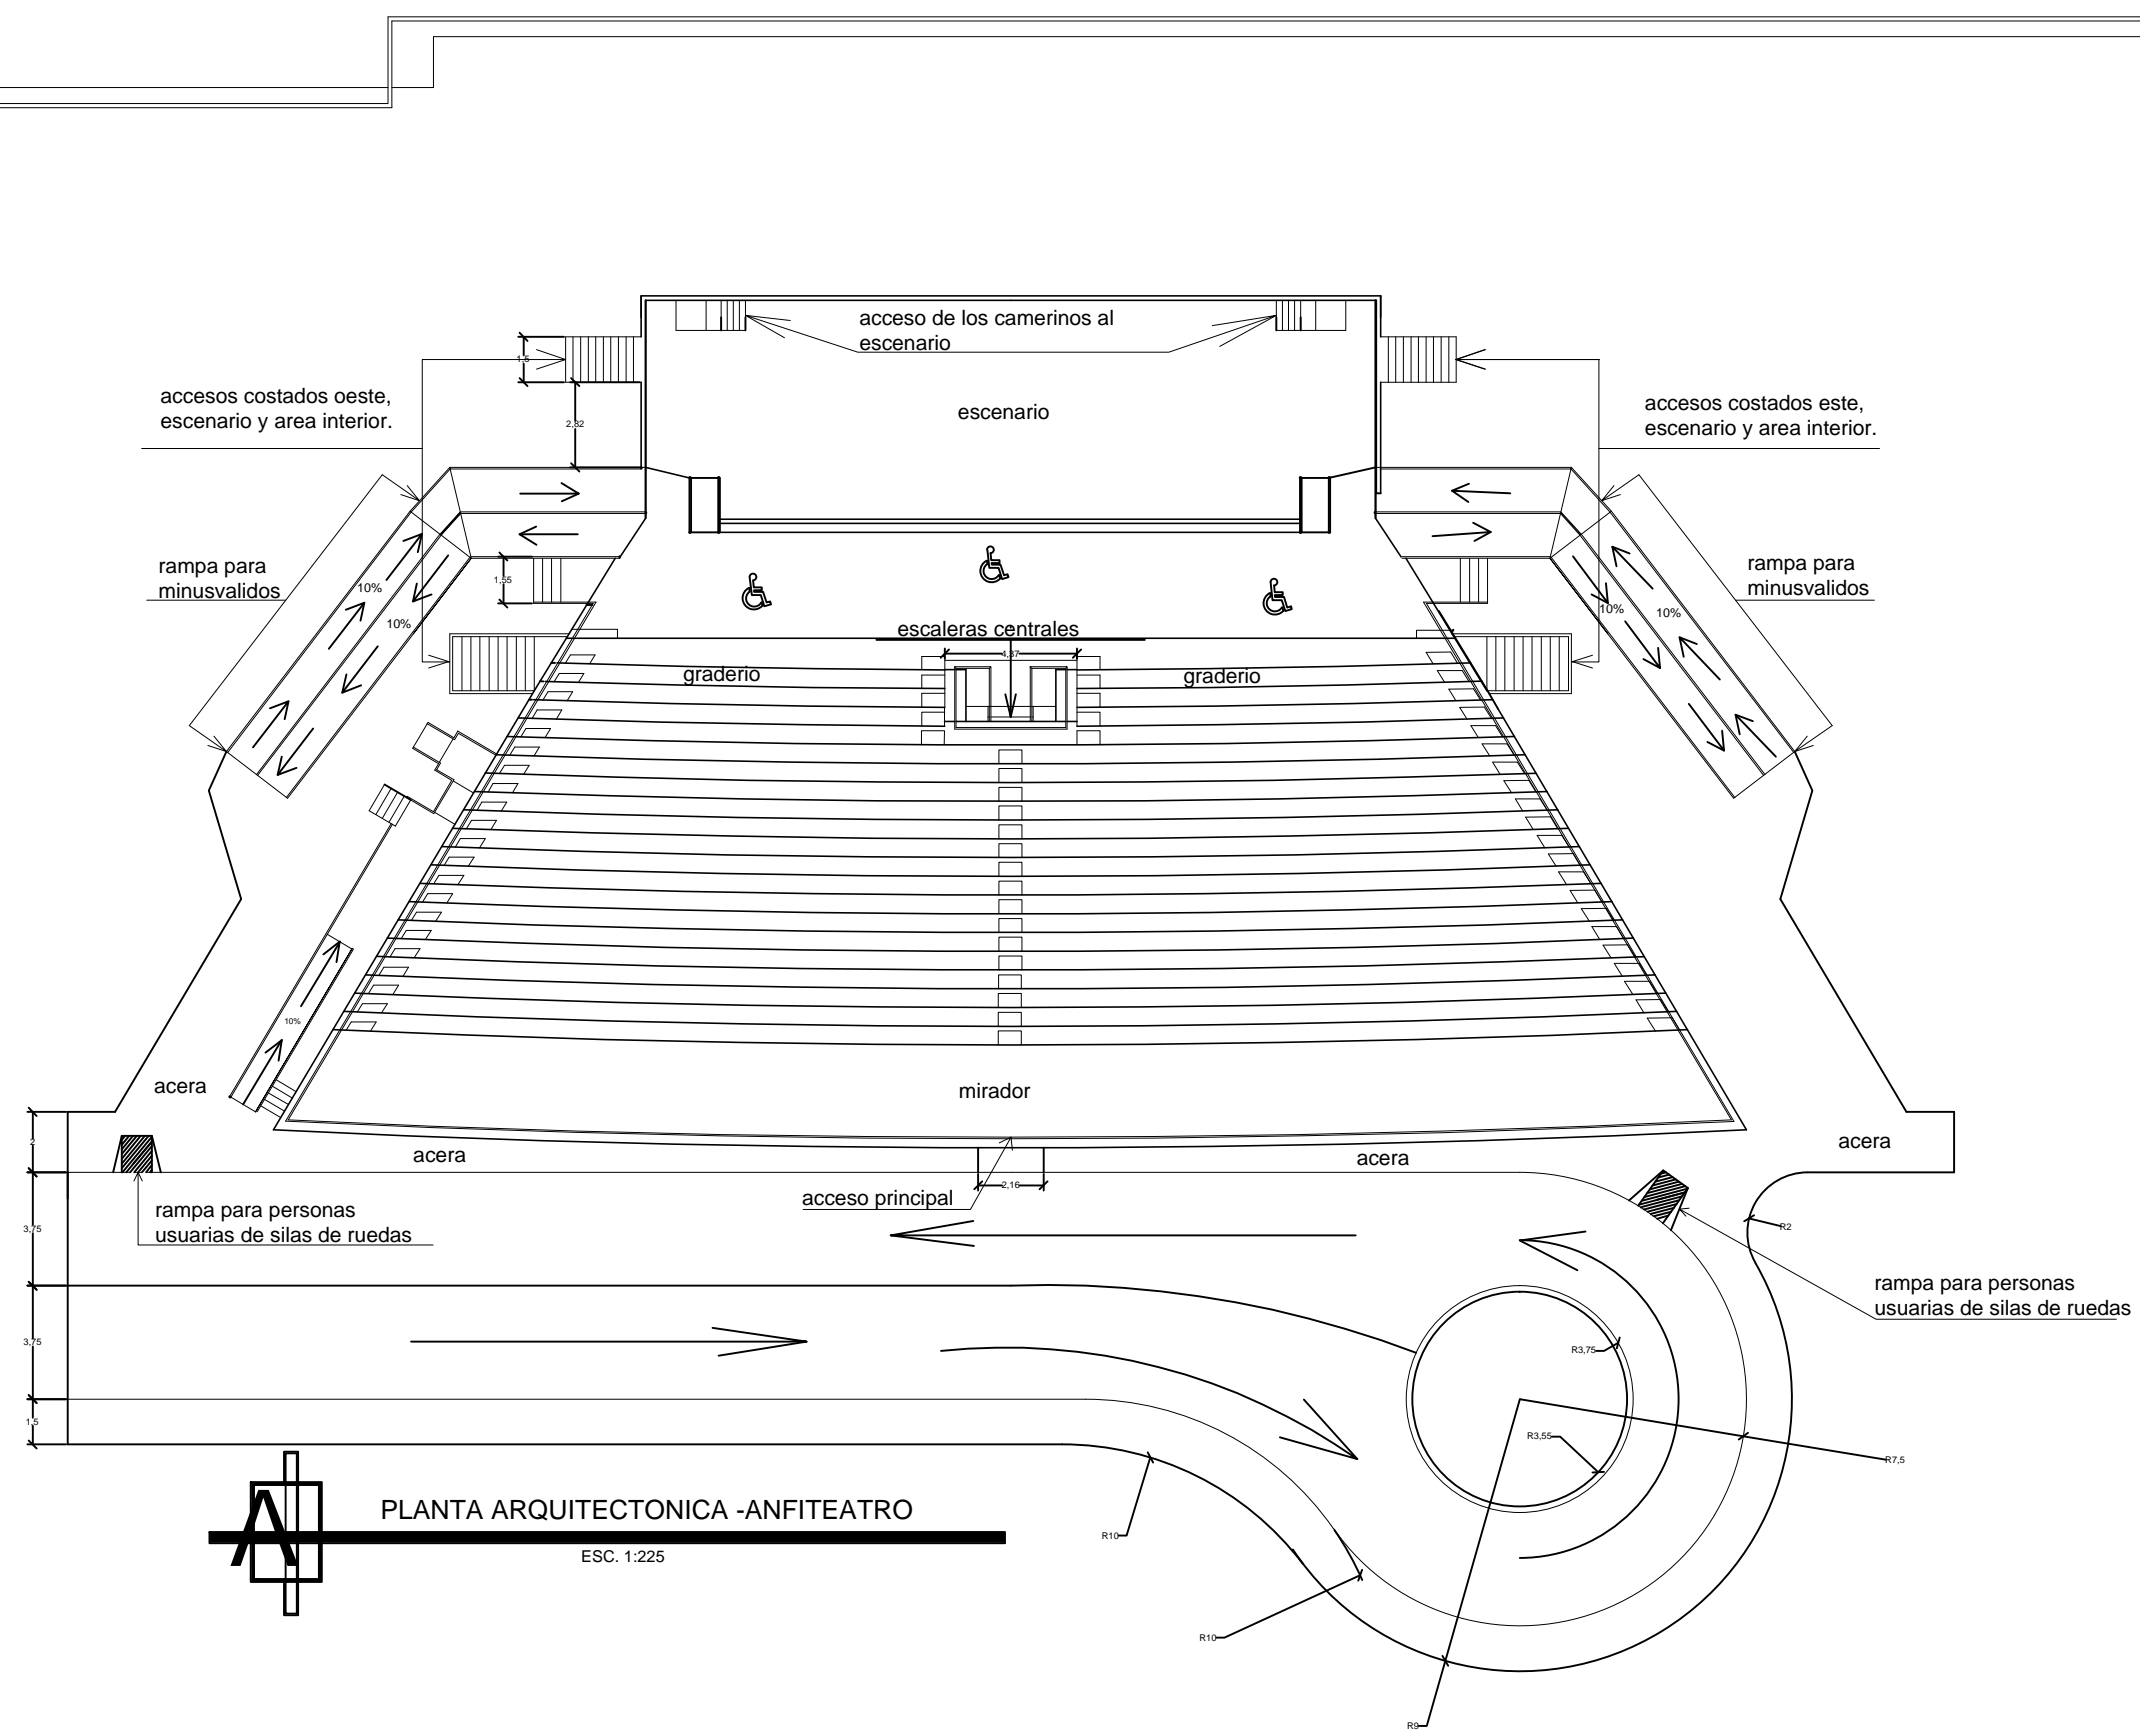 acceso de los camerinos al
escenario
1,5
accesos costados oeste,
escenario y area interior.
2,82
escenario
accesos costados este,
escenario y area interior.
rampa para
minusvalidos
10%
10%
1,55
rampa para
minusvalidos
10%
10%
escaleras centrales
4,37
graderio
graderio
10%
acera
mirador
2
acera
acera
acera
2,16
acceso principal
rampa para personas
usuarias de silas de ruedas
3,75
R2
rampa para personas
usuarias de silas de ruedas
3,75
R3,75
1,5
R3,55
R7,5
A
PLANTA ARQUITECTONICA -ANFITEATRO
ESC. 1:225
R10
R10
R9